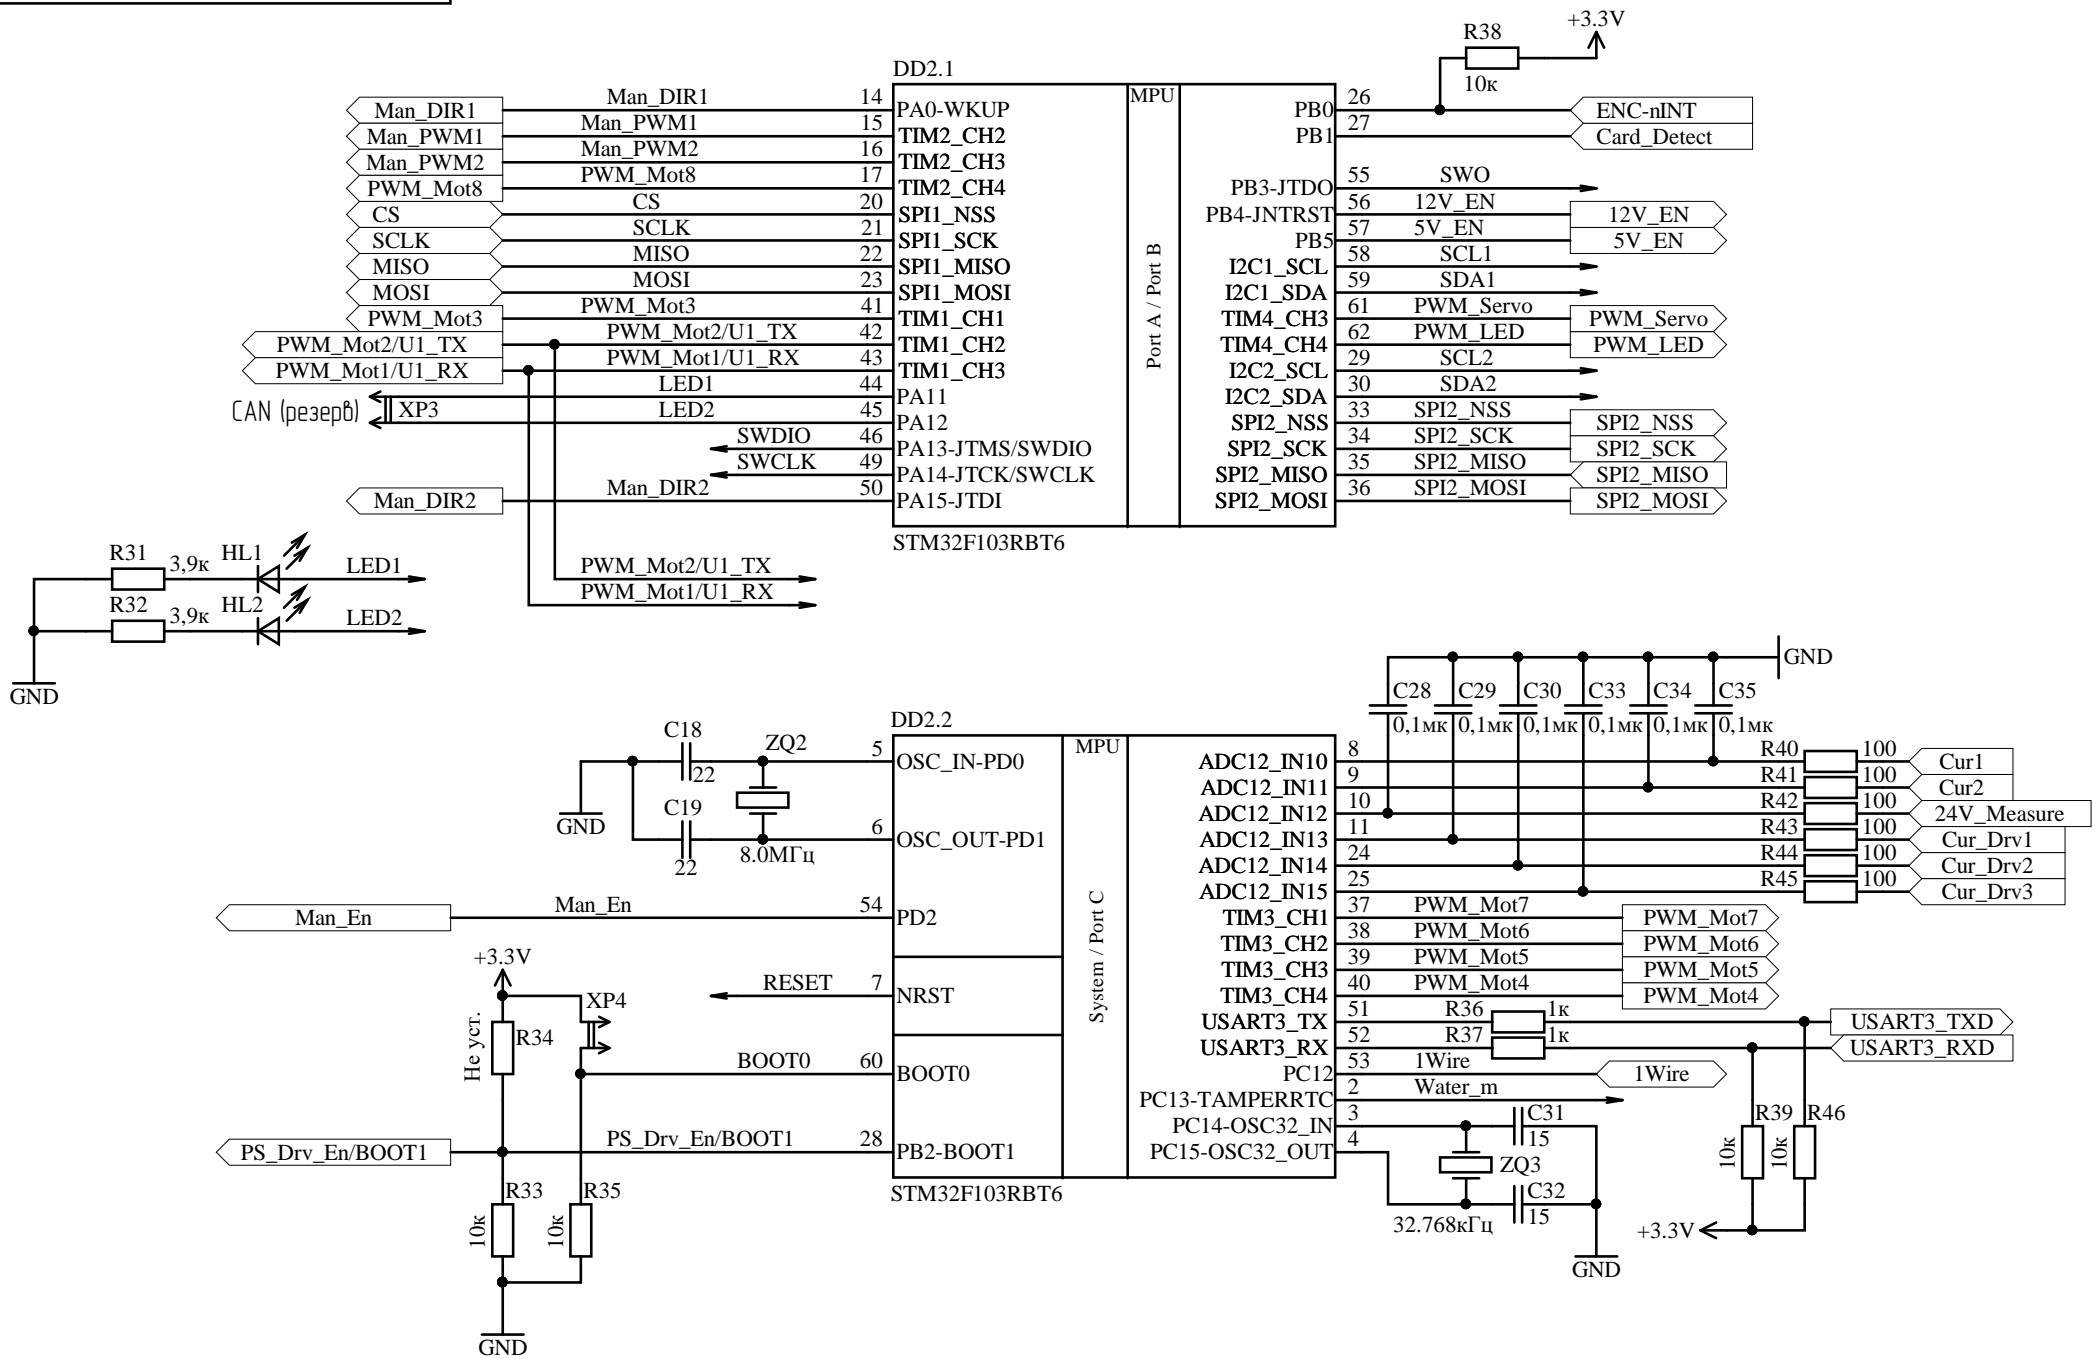 +3.3V
R38
10к
DD2.1
MPU
Port A / Port B
Man_DIR1 Man_DIR1 14 PA0-WKUP
Man_PWM1 Man_PWM1 15 TIM2_CH2
Man_PWM2 Man_PWM2 16 TIM2_CH3
PWM_Mot8 PWM_Mot8 17 TIM2_CH4
CS CS 20 SPI1_NSS
SCLK SCLK 21 SPI1_SCK
MISO MISO 22 SPI1_MISO
MOSI MOSI 23 SPI1_MOSI
PWM_Mot3 PWM_Mot3 41 TIM1_CH1
PWM_Mot2/U1_TX PWM_Mot2/U1_TX 42 TIM1_CH2
PWM_Mot1/U1_RX PWM_Mot1/U1_RX 43 TIM1_CH3
LED1 44 PA11
CAN (резерв) XP3
LED2 45 PA12
SWDIO 46 PA13-JTMS/SWDIO
SWCLK 49 PA14-JTCK/SWCLK
Man_DIR2 Man_DIR2 50 PA15-JTDI
PB0 26 ENC-nINT
PB1 27 Card_Detect
PB3-JTDO 55 SWO
PB4-JNTRST 56 12V_EN 12V_EN
PB5 57 5V_EN 5V_EN
I2C1_SCL 58 SCL1
I2C1_SDA 59 SDA1
TIM4_CH3 61 PWM_Servo PWM_Servo
TIM4_CH4 62 PWM_LED PWM_LED
I2C2_SCL 29 SCL2
I2C2_SDA 30 SDA2
SPI2_NSS 33 SPI2_NSS SPI2_NSS
SPI2_SCK 34 SPI2_SCK SPI2_SCK
SPI2_MISO 35 SPI2_MISO SPI2_MISO
SPI2_MOSI 36 SPI2_MOSI SPI2_MOSI
STM32F103RBT6
R31 3,9к HL1 LED1
R32 3,9к HL2 LED2
GND
PWM_Mot2/U1_TX
PWM_Mot1/U1_RX
GND
C28 C29 C30 C33 C34 C35
0,1мк 0,1мк 0,1мк 0,1мк 0,1мк 0,1мк
DD2.2
MPU
System / Port C
C18
22
ZQ2
5 OSC_IN-PD0
C19
22
GND
8.0МГц
6 OSC_OUT-PD1
Man_En Man_En 54 PD2
+3.3V
RESET 7 NRST
XP4
Не уст.
R34
BOOT0 60 BOOT0
PS_Drv_En/BOOT1 PS_Drv_En/BOOT1 28 PB2-BOOT1
R33 10к
R35 10к
GND
ADC12_IN10 8 R40 100 Cur1
ADC12_IN11 9 R41 100 Cur2
ADC12_IN12 10 R42 100 24V_Measure
ADC12_IN13 11 R43 100 Cur_Drv1
ADC12_IN14 24 R44 100 Cur_Drv2
ADC12_IN15 25 R45 100 Cur_Drv3
TIM3_CH1 37 PWM_Mot7 PWM_Mot7
TIM3_CH2 38 PWM_Mot6 PWM_Mot6
TIM3_CH3 39 PWM_Mot5 PWM_Mot5
TIM3_CH4 40 PWM_Mot4 PWM_Mot4
USART3_TX 51 R36 1к USART3_TXD
USART3_RX 52 R37 1к USART3_RXD
PC12 53 1Wire 1Wire
PC13-TAMPERRTC 2 Water_m
PC14-OSC32_IN 3 C31 15
PC15-OSC32_OUT 4
ZQ3
C32 15
32.768кГц
GND
R39 10к
R46 10к
+3.3V
STM32F103RBT6